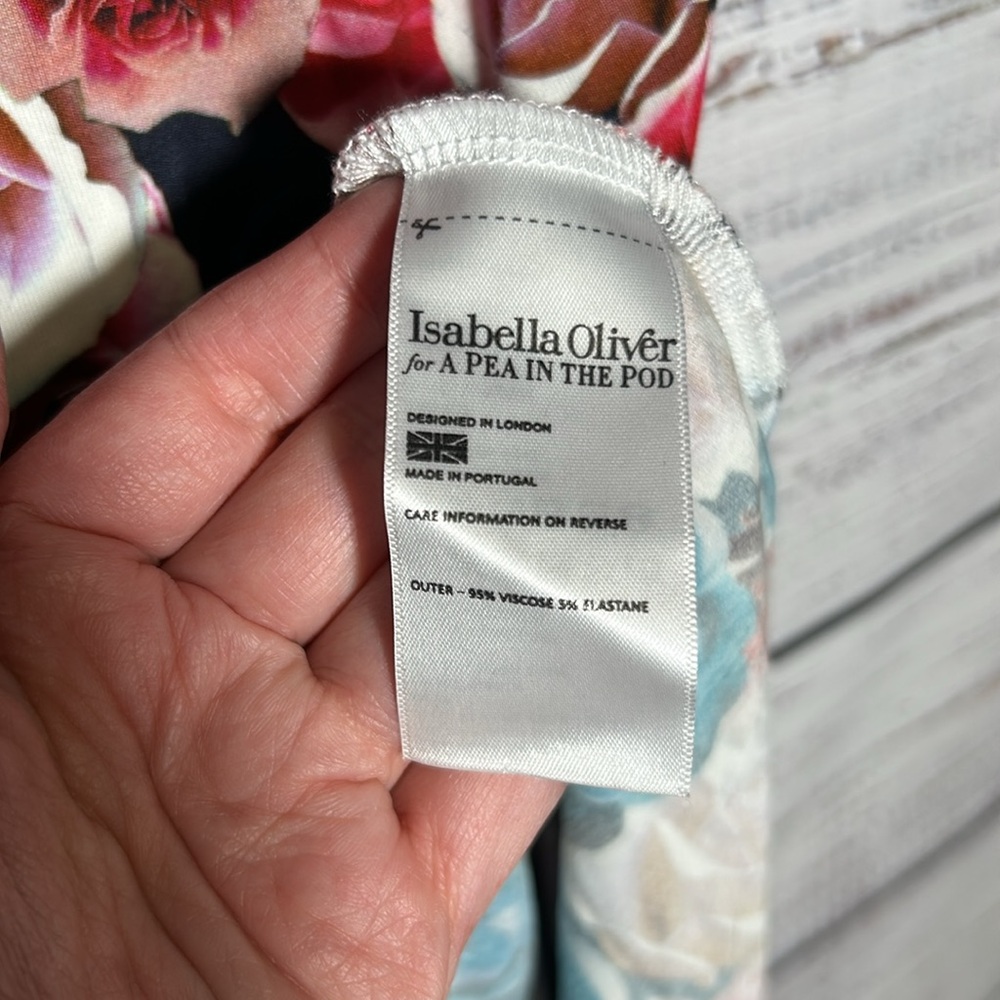 Isabella Oliver
for A PEA IN THE POD
DESIGNED IN LONDON
MADE IN PORTUGAL
CARE INFORMATION ON REVERSE
OUTER - 95% VISCOSE 5% ELASTANE